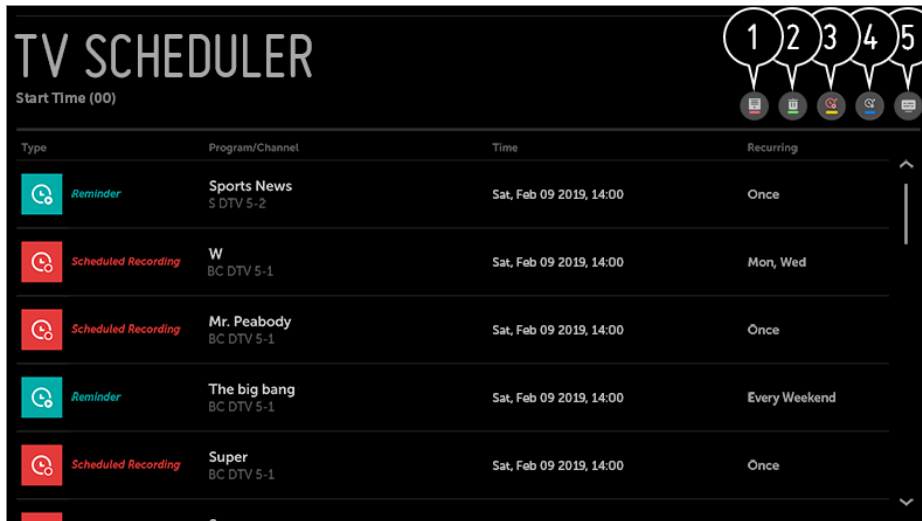 1 2 3 4 5
TV SCHEDULER
Start Time (00)
Type Program/Channel Time Recurring
Reminder Sports News Sat, Feb 09 2019, 14:00 Once
S DTV 5-2
Scheduled Recording W Sat, Feb 09 2019, 14:00 Mon, Wed
BC DTV 5-1
Scheduled Recording Mr. Peabody Sat, Feb 09 2019, 14:00 Once
BC DTV 5-1
Reminder The big bang Sat, Feb 09 2019, 14:00 Every Weekend
BC DTV 5-1
Scheduled Recording Super Sat, Feb 09 2019, 14:00 Once
BC DTV 5-1